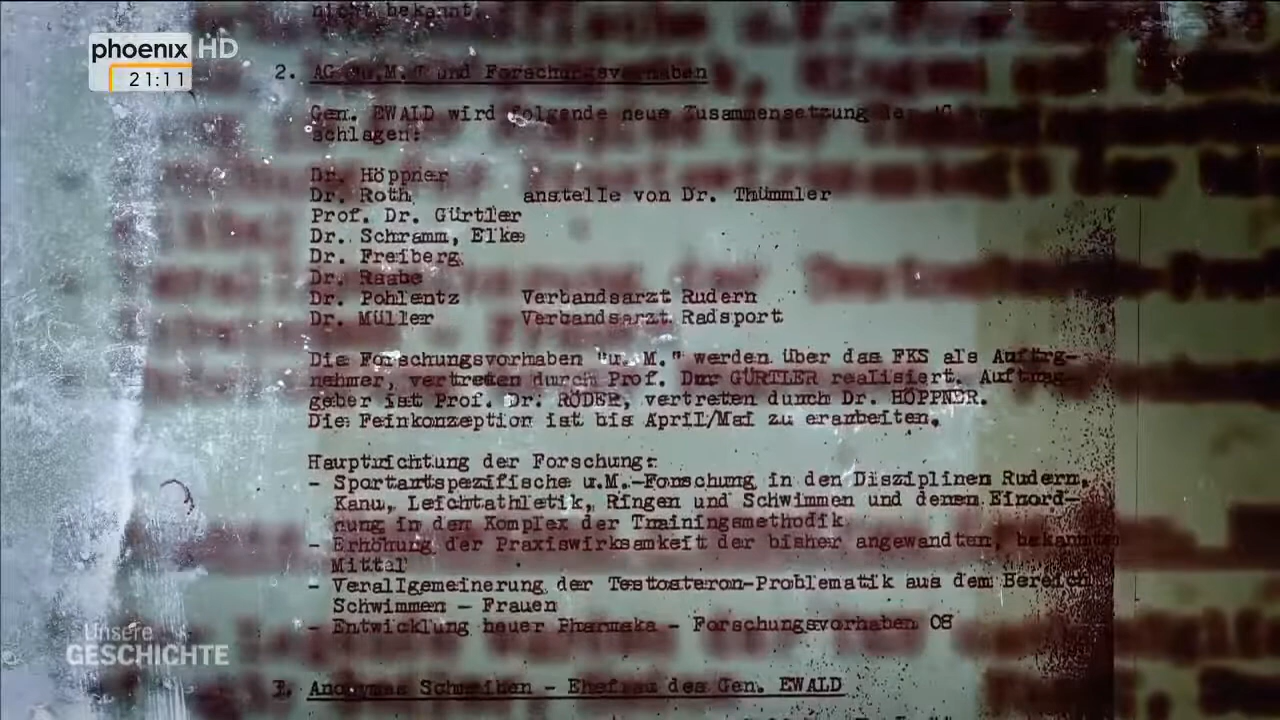 phoenix HD
21:11
nicht bekannt.
2. AG u.M. und Forschungsvorhaben
Gen. EWALD wird folgende neue Zusammensetzung der
schlagen:
Dr. Höppner
Dr. Roth anstelle von Dr. Thümmler
Prof. Dr. Gürtler
Dr. Schramm, Elke
Dr. Freiberg
Dr. Raabe
Dr. Pohlentz Verbandsarzt Rudern
Dr. Müller Verbandsarzt Radsport
Die Forschungsvorhaben "u. M." werden über das FKS als Auftrag-
nehmer, vertreten durch Prof. Dr. GÜRTLER realisiert. Auftrag-
geber ist Prof. Dr. RÖDER, vertreten durch Dr. HÖPPNER.
Die Feinkonzeption ist bis April/Mai zu erarbeiten.
Hauptrichtung der Forschung:
- Sportartspezifische u.M.-Forschung in den Disziplinen Rudern,
Kanu, Leichtathletik, Ringen und Schwimmen und deren Einord-
nung in den Komplex der Trainingsmethodik
- Erhöhung der Praxiswirksamkeit der bisher angewandten, bekannten
Mittel
- Verallgemeinerung der Testosteron-Problematik aus dem Bereich
Schwimmen - Frauen
- Entwicklung neuer Pharmaka - Forschungsvorhaben 08
3. Anonymes Schreiben - Ehefrau des Gen. EWALD
Unsere
GESCHICHTE